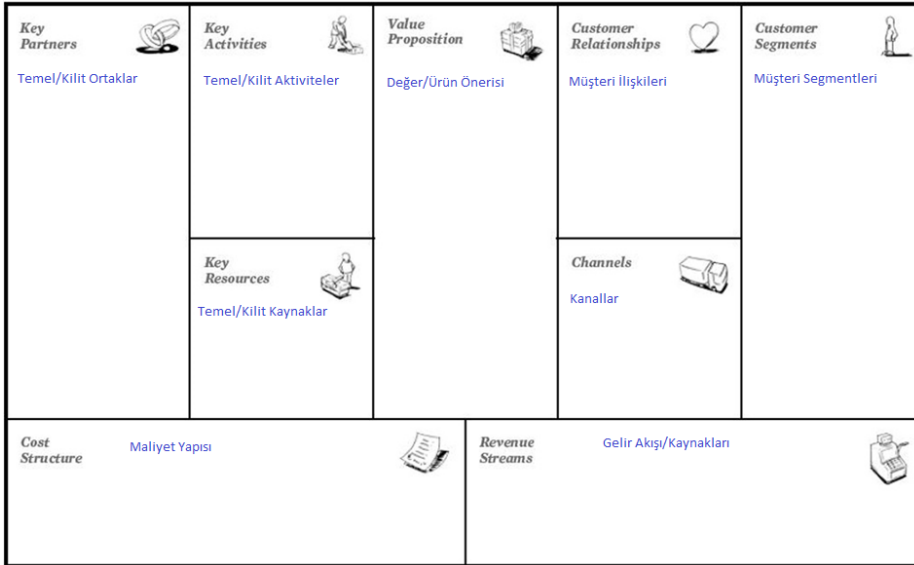 Key
Partners
Temel/Kilit Ortaklar
Key
Activities
Temel/Kilit Aktiviteler
Key
Resources
Temel/Kilit Kaynaklar
Value
Proposition
Değer/Ürün Önerisi
Customer
Relationships
Müşteri İlişkileri
Channels
Kanallar
Customer
Segments
Müşteri Segmentleri
Cost
Structure
Maliyet Yapısı
Revenue
Streams
Gelir Akışı/Kaynakları